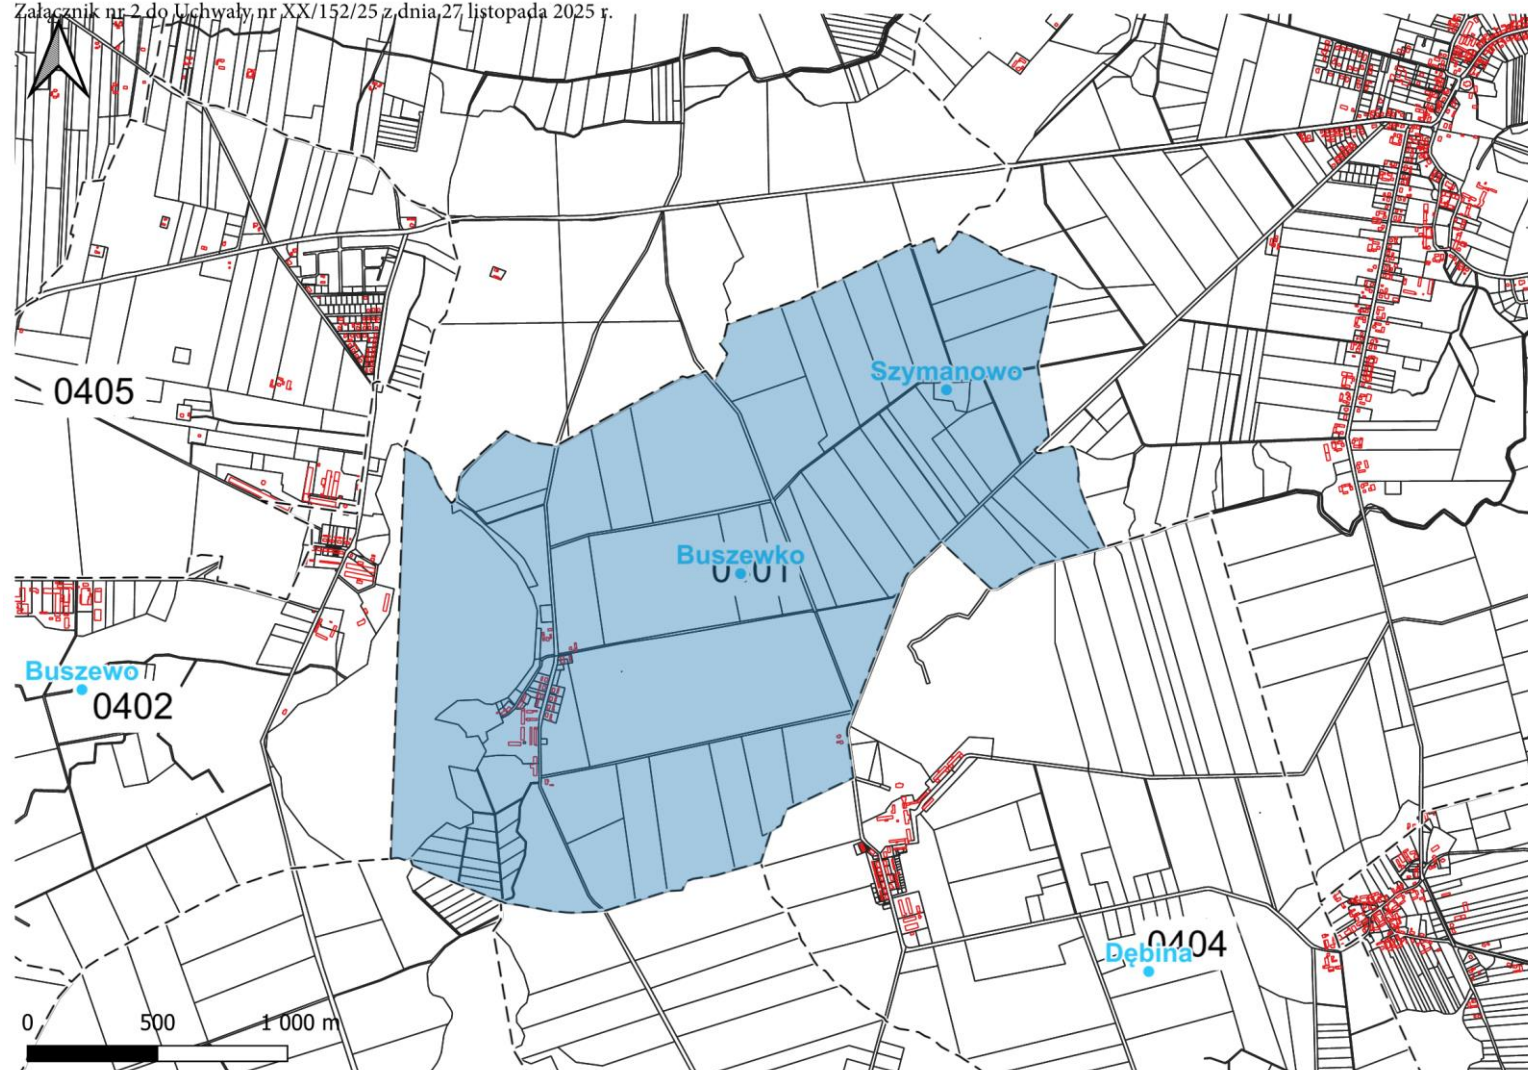 Załącznik nr 2 do Uchwały nr XX/152/25 z dnia 27 listopada 2025 r.
Szymanowo
0405
Buszewko
Buszewo
0402
0404
Dębina
0 500 1 000 m